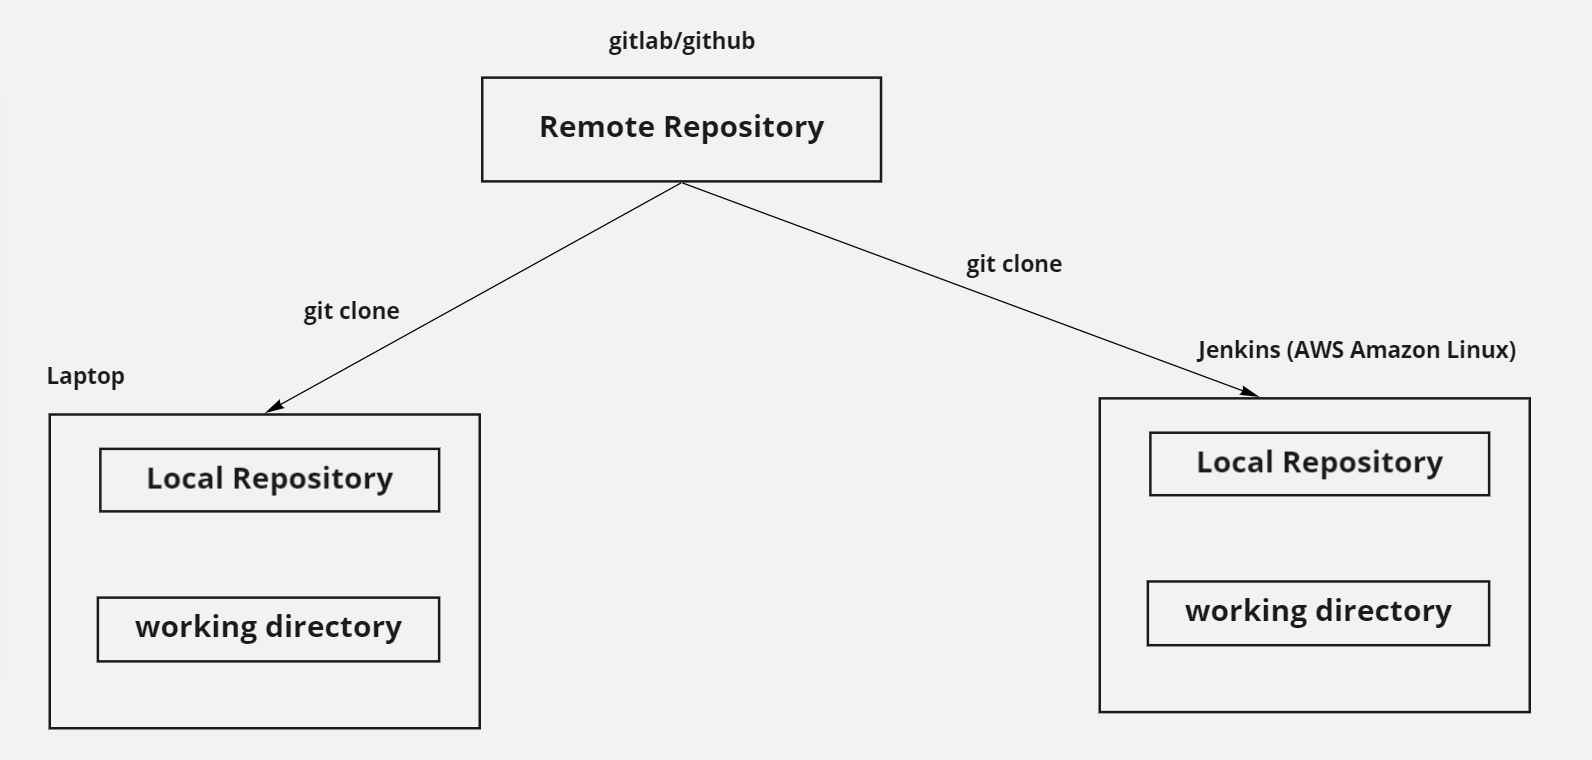 gitlab/github
Remote Repository
git clone
git clone
Jenkins (AWS Amazon Linux)
Laptop
Local Repository
Local Repository
working directory
working directory